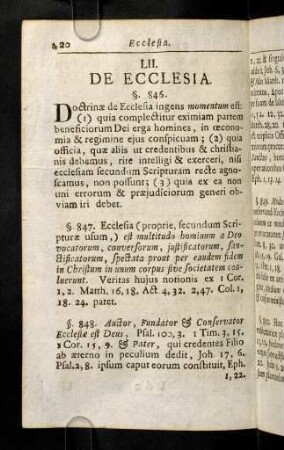 820 Ecclesia.
LII.
DE ECCLESIA.
§. 846.
Doctrinæ de Ecclesia ingens momentum est:
(1) quia complectitur eximiam partem
beneficiorum Dei erga homines, in œcono-
mia & regimine ejus conspicuam; (2) quia
officia, quæ aliis ut credentibus & christia-
nis debemus, rite intelligi & exerceri, nisi
ecclesiam secundum Scripturam recte agno-
scamus, non possunt; (3) quia ex ea non
uni errorum & præjudiciorum generi ob-
viam iri debet.
§. 847. Ecclesia (proprie, secundum Scri-
pturæ usum,) est multitudo hominum a Deo
vocatorum, conversorum, justificatorum, san-
ctificatorum, spectata prout per eandem fidem
in Christum in unum corpus sive societatem coa-
luerunt. Veritas hujus notionis ex 1 Cor.
1, 2. Matth. 16, 18. Act 4, 32. 2, 47. Col. 1,
18. 24. patet.
§. 848. Auctor, Fundator & Conservator
Ecclesiæ est Deus, Psal. 100, 3. 1 Tim. 3, 15.
1 Cor. 15, 9. & Pater, qui credentes Filio
ab æterno in peculium dedit, Joh 17, 6.
Psal. 2, 8. ipsum caput eorum constituit, Eph.
1, 22.